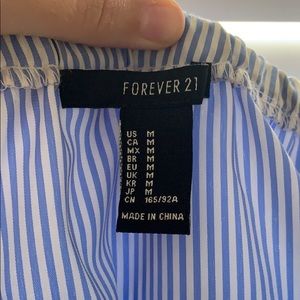 FOREVER 21
US M
CA M
MX M
BR M
EU M
UK M
KR M
JP M
CN 165/92A
MADE IN CHINA